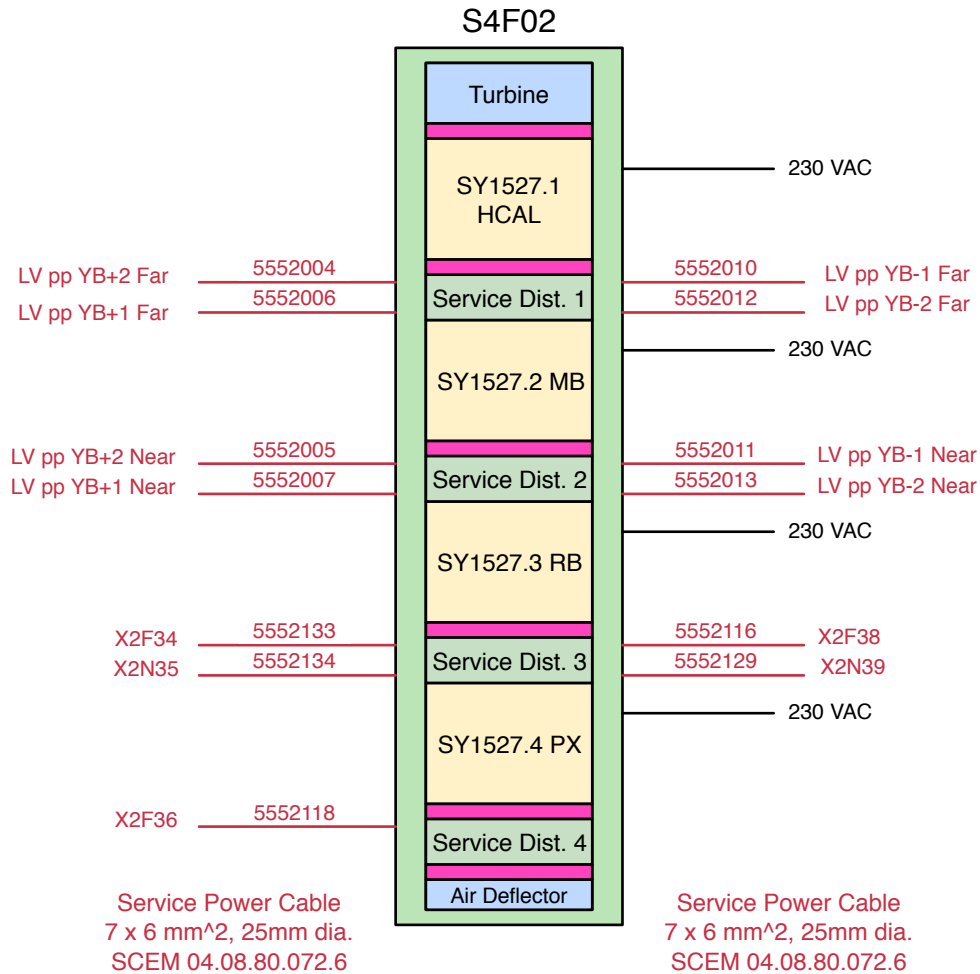 S4F02
Turbine
SY1527.1
HCAL
230 VAC
LV pp YB+2 Far
5552004
5552010
LV pp YB-1 Far
LV pp YB+1 Far
5552006
Service Dist. 1
5552012
LV pp YB-2 Far
230 VAC
SY1527.2 MB
LV pp YB+2 Near
5552005
5552011
LV pp YB-1 Near
LV pp YB+1 Near
5552007
Service Dist. 2
5552013
LV pp YB-2 Near
230 VAC
SY1527.3 RB
X2F34
5552133
5552116
X2F38
X2N35
5552134
Service Dist. 3
5552129
X2N39
230 VAC
SY1527.4 PX
X2F36
5552118
Service Dist. 4
Air Deflector
Service Power Cable
7 x 6 mm^2, 25mm dia.
SCEM 04.08.80.072.6
Service Power Cable
7 x 6 mm^2, 25mm dia.
SCEM 04.08.80.072.6